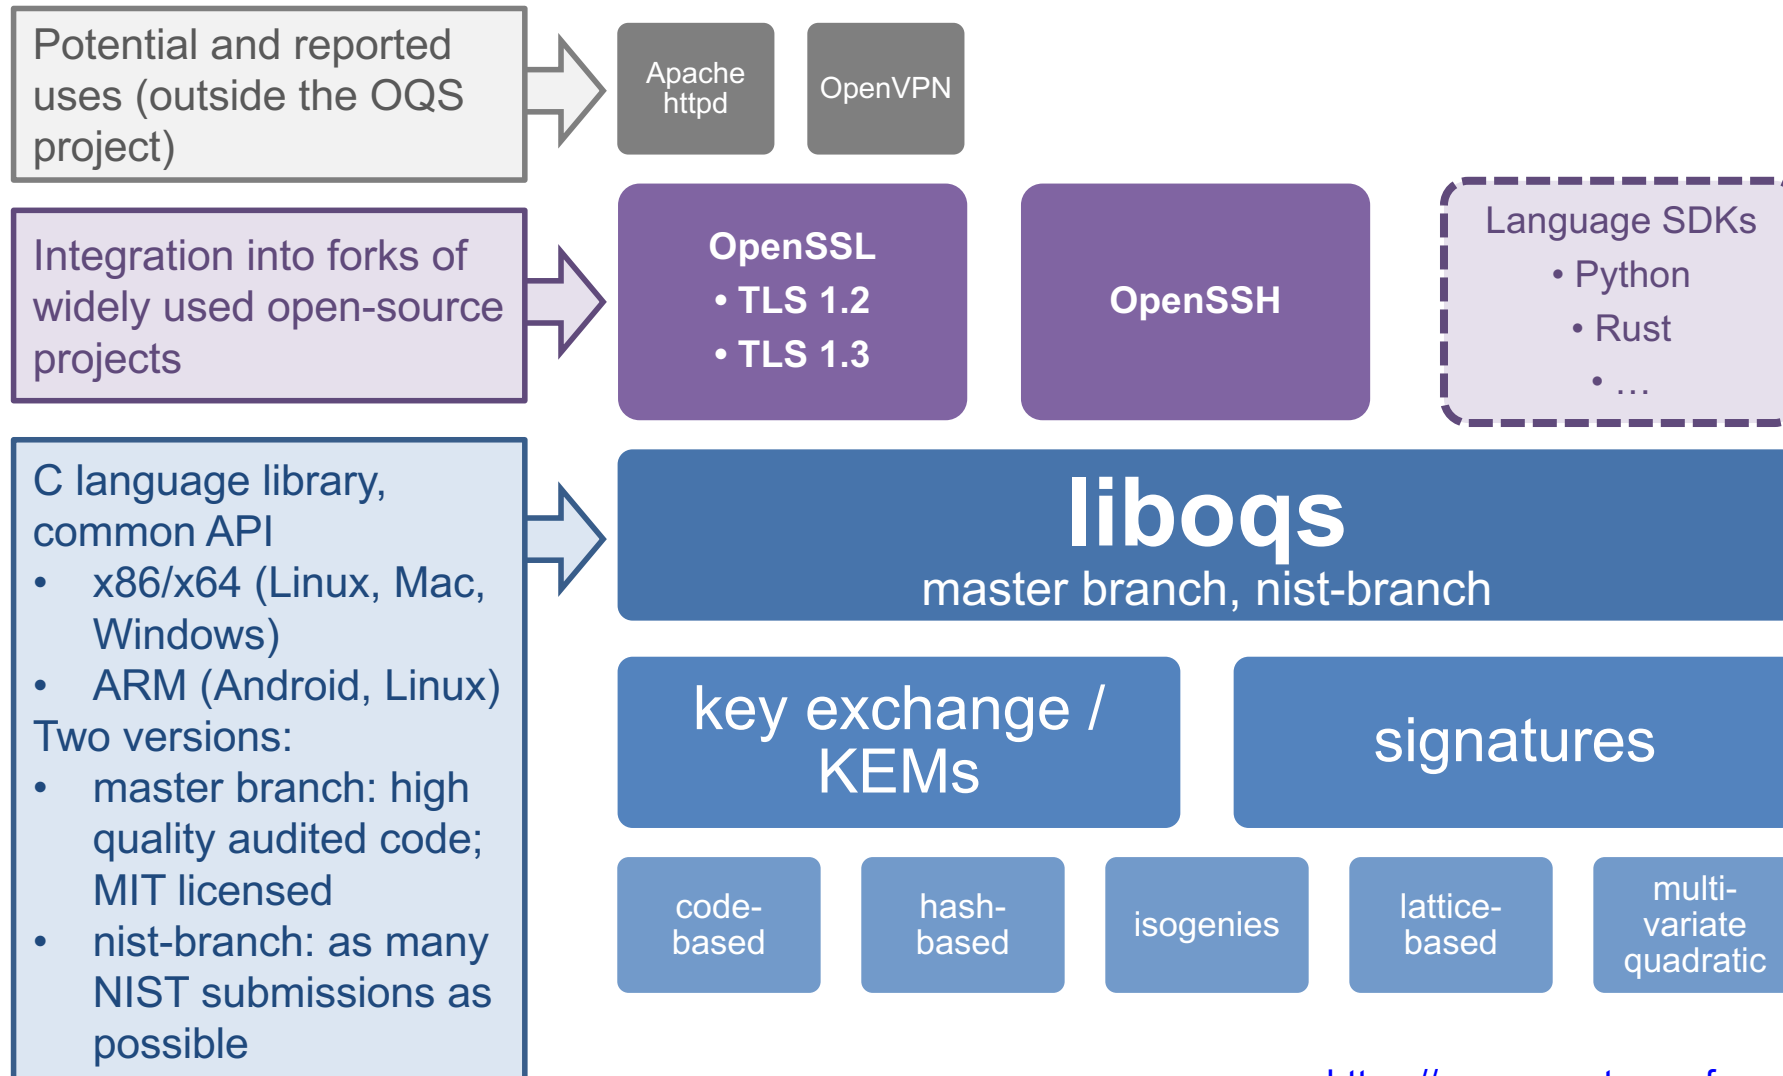 Potential and reported
uses (outside the OQS
project)
Apache
httpd
OpenVPN
Integration into forks of
widely used open-source
projects
OpenSSL
• TLS 1.2
• TLS 1.3
OpenSSH
Language SDKs
• Python
• Rust
• …
C language library,
common API
• x86/x64 (Linux, Mac,
Windows)
• ARM (Android, Linux)
Two versions:
• master branch: high
quality audited code;
MIT licensed
• nist-branch: as many
NIST submissions as
possible
liboqs
master branch, nist-branch
key exchange /
KEMs
signatures
code-
based
hash-
based
isogenies
lattice-
based
multi-
variate
quadratic